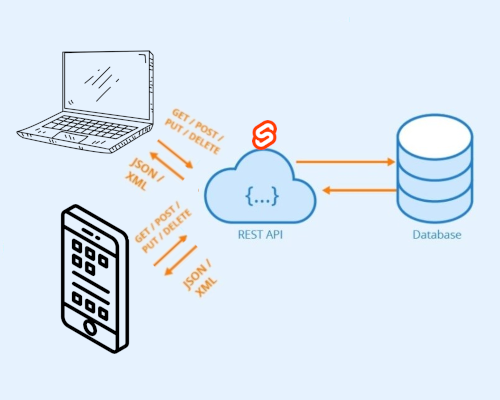 GET / POST /
PUT / DELETE
JSON /
XML
{...}
REST API
Database
GET / POST /
PUT / DELETE
JSON /
XML